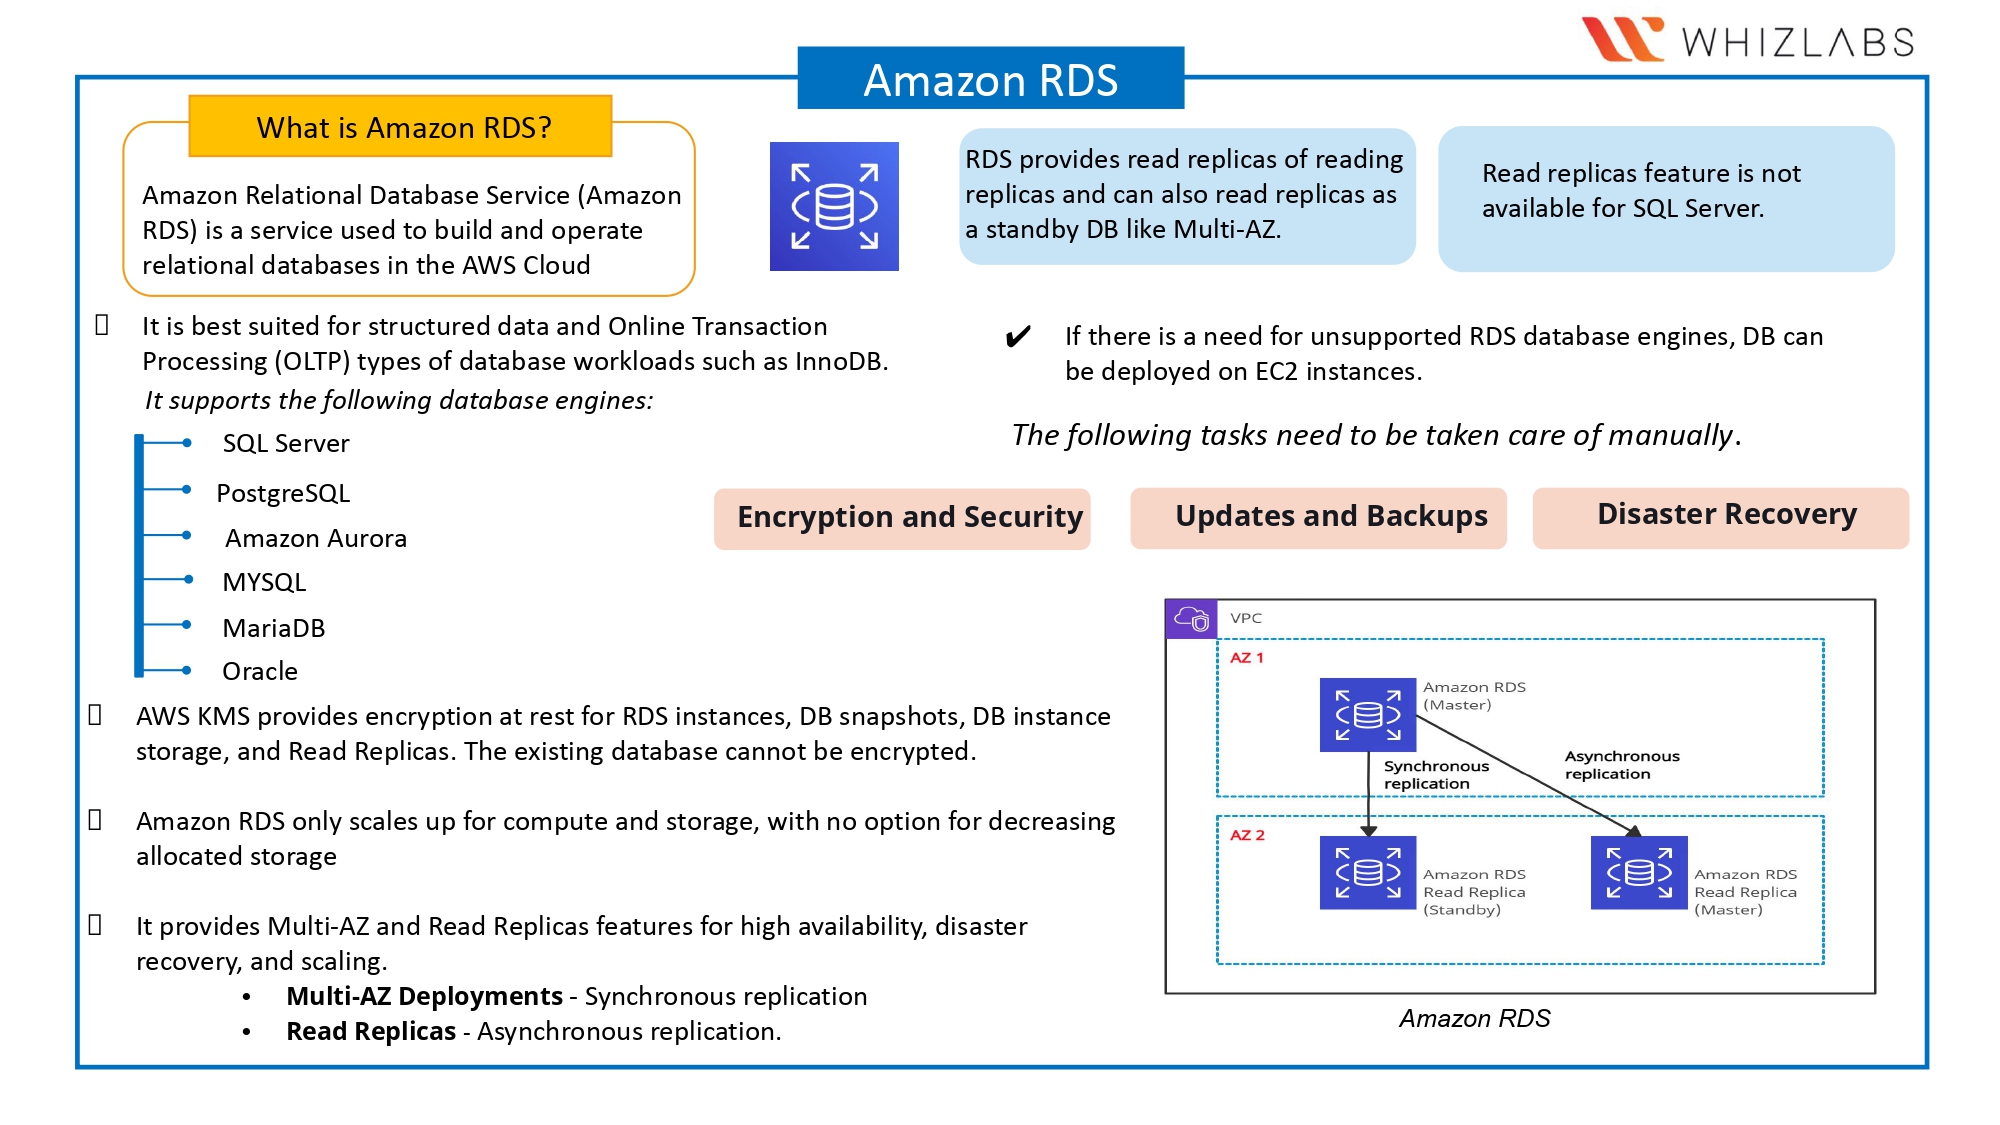 WHIZLABS
Amazon RDS
What is Amazon RDS?
Amazon Relational Database Service (Amazon
RDS) is a service used to build and operate
relational databases in the AWS Cloud
RDS provides read replicas of reading
replicas and can also read replicas as
a standby DB like Multi-AZ.
Read replicas feature is not
available for SQL Server.
It is best suited for structured data and Online Transaction
Processing (OLTP) types of database workloads such as InnoDB.
It supports the following database engines:
SQL Server
PostgreSQL
Amazon Aurora
MYSQL
MariaDB
Oracle
✔ If there is a need for unsupported RDS database engines, DB can
be deployed on EC2 instances.
The following tasks need to be taken care of manually.
Encryption and Security
Updates and Backups
Disaster Recovery
AWS KMS provides encryption at rest for RDS instances, DB snapshots, DB instance
storage, and Read Replicas. The existing database cannot be encrypted.
Amazon RDS only scales up for compute and storage, with no option for decreasing
allocated storage
It provides Multi-AZ and Read Replicas features for high availability, disaster
recovery, and scaling.
• Multi-AZ Deployments - Synchronous replication
• Read Replicas - Asynchronous replication.
VPC
AZ 1
Amazon RDS
(Master)
Synchronous
replication
Asynchronous
replication
AZ 2
Amazon RDS
Read Replica
(Standby)
Amazon RDS
Read Replica
(Master)
Amazon RDS